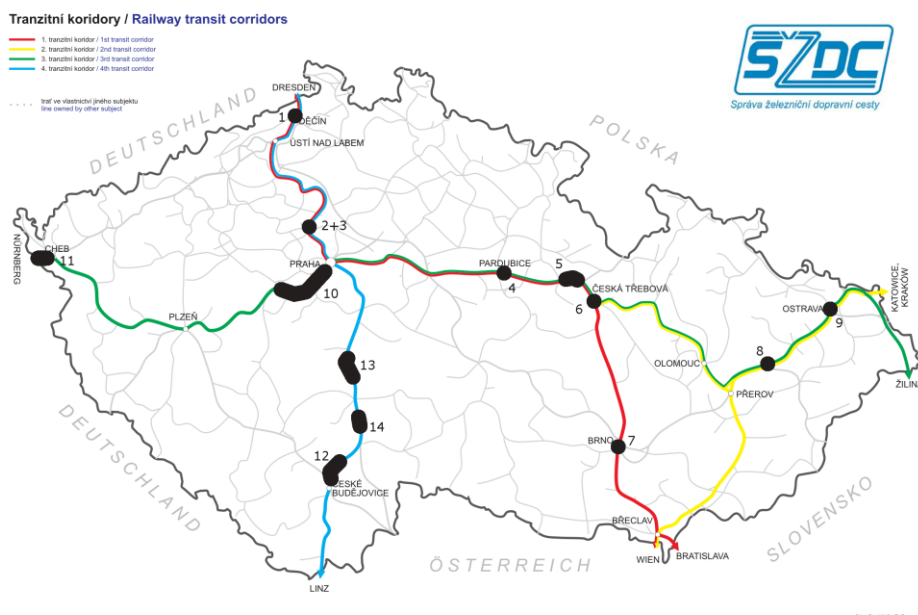 Tranzitní koridory / Railway transit corridors
1. tranzitní koridor / 1st transit corridor
2. tranzitní koridor / 2nd transit corridor
3. tranzitní koridor / 3rd transit corridor
4. tranzitní koridor / 4th transit corridor
trať ve vlastnictví jiného subjektu
line owned by other subject
SŽDC
Správa železniční dopravní cesty
DEUTSCHLAND
POLSKA
DRESDEN
1
DĚČÍN
ÚSTÍ NAD LABEM
2+3
NÜRNBERG
CHEB
11
PRAHA
10
PARDUBICE
4
5
ČESKÁ TŘEBOVÁ
6
KATOWICE,
KRAKÓW
OSTRAVA
9
PLZEŇ
13
OLOMOUC
8
ŽILINA
PŘEROV
14
BRNO
7
12
ČESKÉ
BUDĚJOVICE
DEUTSCHLAND
BŘECLAV
WIEN
BRATISLAVA
SLOVENSKO
ÖSTERREICH
LINZ